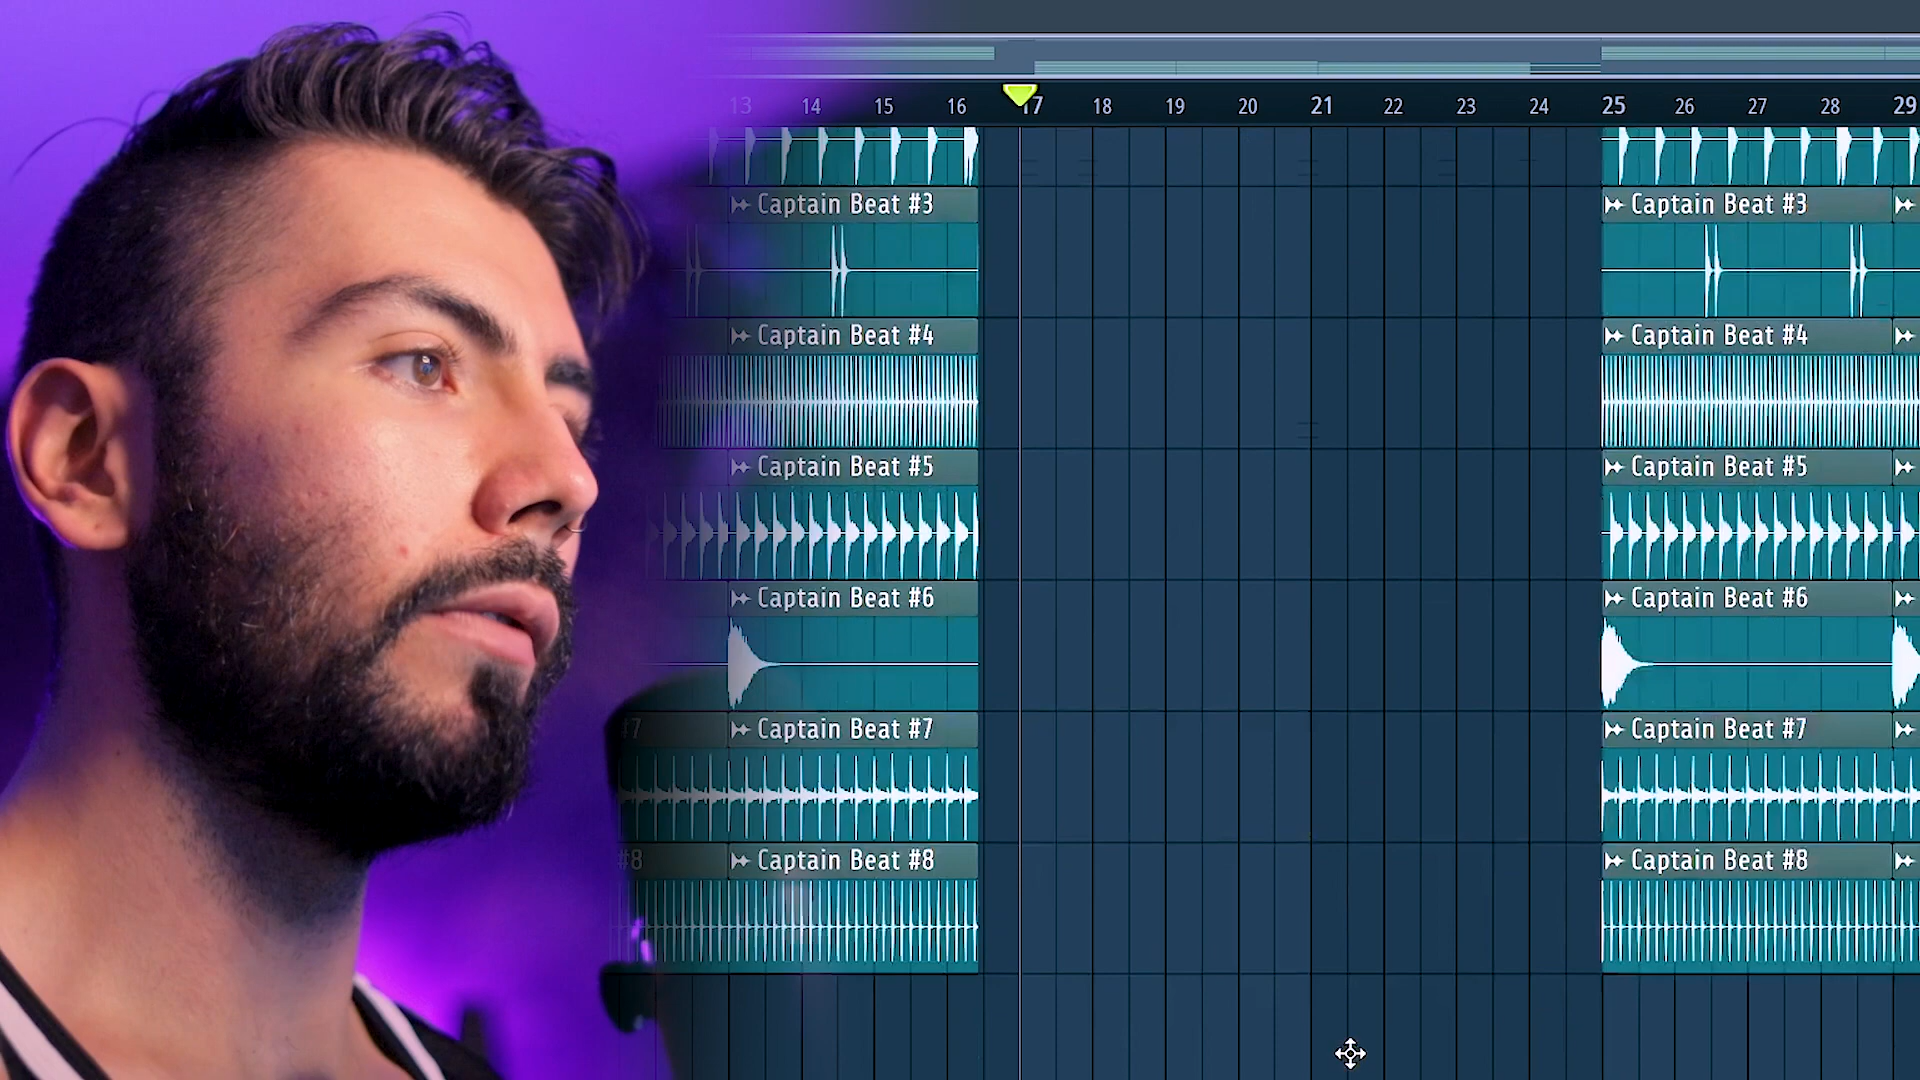 13 14 15 16 17 18 19 20 21 22 23 24 25 26 27 28 29
Captain Beat #3 Captain Beat #3
Captain Beat #4 Captain Beat #4
Captain Beat #5 Captain Beat #5
Captain Beat #6 Captain Beat #6
#7 Captain Beat #7 Captain Beat #7
#8 Captain Beat #8 Captain Beat #8